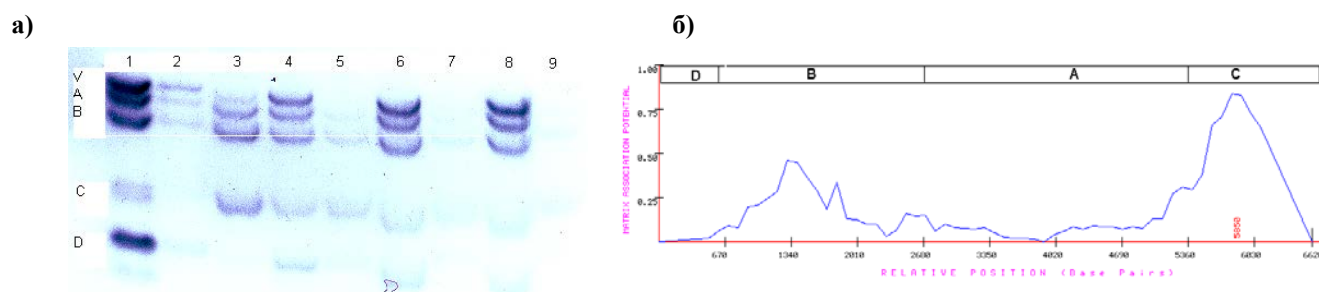 а)
б)
1 2 3 4 5 6 7 8 9
V
A
B
C
D
D B A C
1.00
0.75
0.50
0.25
MATRIX ASSOCIATION POTENTIAL
5850
670 1340 2010 2680 3350 4020 4690 5360 6030
RELATIVE POSITION (Base Pairs)